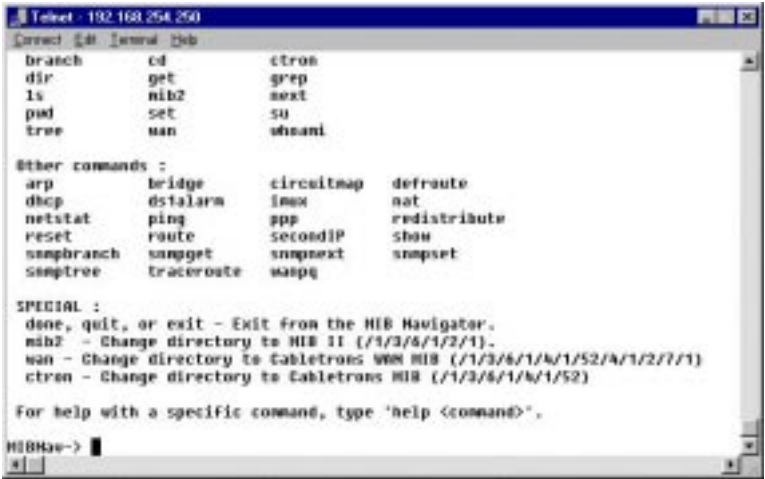 Telnet - 192.168.254.250
Connect Edit Terminal Help
branch cd ctron
dir get grep
ls mib2 next
pwd set su
tree wan whoami
Other commands :
arp bridge circuitmap defroute
dhcp ds1alarm imux nat
netstat ping ppp redistribute
reset route secondIP show
snmpbranch snmpget snmpnext snmpset
snmptree traceroute wanpq
SPECIAL :
done, quit, or exit - Exit from the MIB Navigator.
mib2 - Change directory to MIB II (/1/3/6/1/2/1).
wan - Change directory to Cabletrons WAN MIB (/1/3/6/1/4/1/52/4/1/2/7/1)
ctron - Change directory to Cabletrons MIB (/1/3/6/1/4/1/52)
For help with a specific command, type 'help <command>'.
MIBNav->